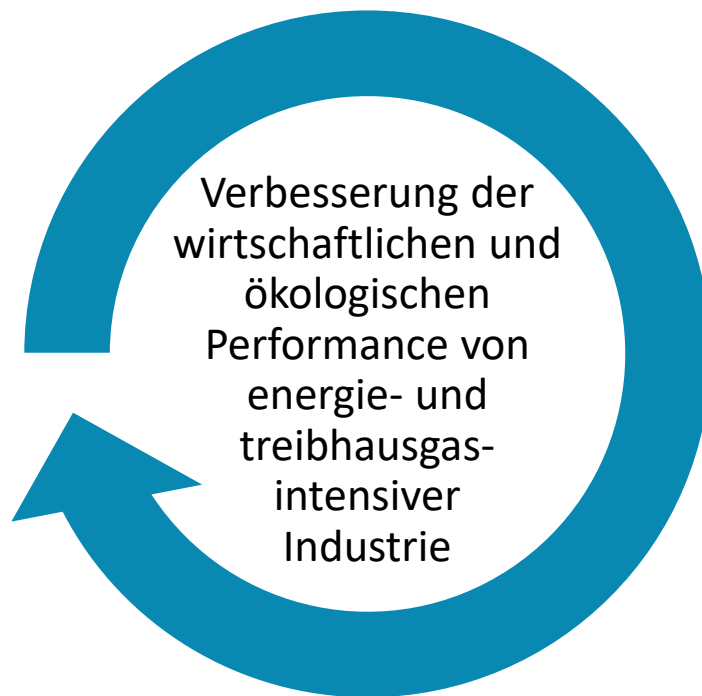 Verbesserung der
wirtschaftlichen und
ökologischen
Performance von
energie- und
treibhausgas-
intensiver
Industrie